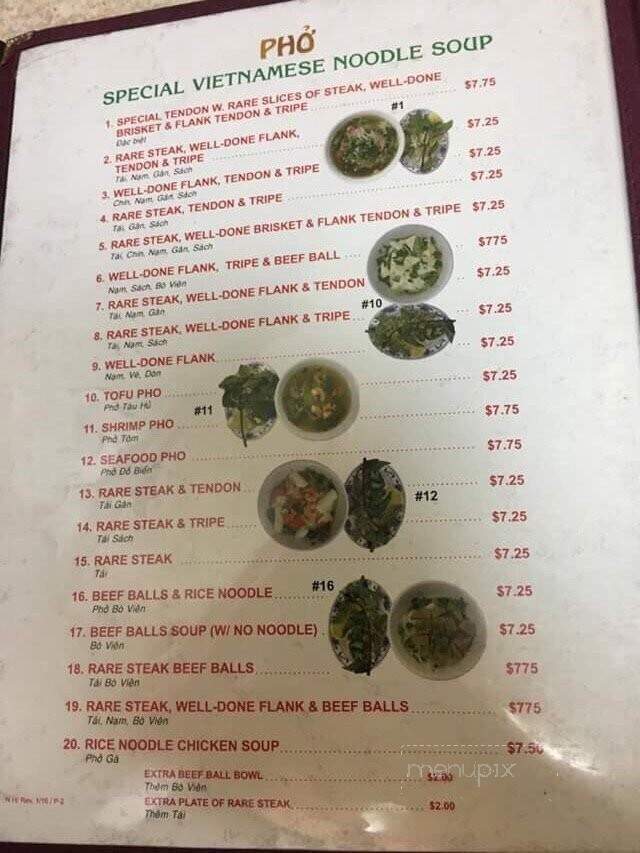 PHỞ
SPECIAL VIETNAMESE NOODLE SOUP
1. SPECIAL TENDON W. RARE SLICES OF STEAK, WELL-DONE
BRISKET & FLANK TENDON & TRIPE $7.75
Đặc biệt
#1
2. RARE STEAK, WELL-DONE FLANK,
TENDON & TRIPE $7.25
Tái, Nạm, Gân, Sách
3. WELL-DONE FLANK, TENDON & TRIPE $7.25
Chín, Nạm, Gân, Sách
4. RARE STEAK, TENDON & TRIPE $7.25
Tái, Gân, Sách
5. RARE STEAK, WELL-DONE BRISKET & FLANK TENDON & TRIPE $7.25
Tái, Chín, Nạm, Gân, Sách
6. WELL-DONE FLANK, TRIPE & BEEF BALL $775
Nạm, Sách, Bò Viên
7. RARE STEAK, WELL-DONE FLANK & TENDON $7.25
Tái, Nạm, Gân
#10
8. RARE STEAK, WELL-DONE FLANK & TRIPE $7.25
Tái, Nạm, Sách
9. WELL-DONE FLANK $7.25
Nạm, Vè, Dòn
10. TOFU PHO $7.25
Phở Tàu Hủ
#11
11. SHRIMP PHO $7.75
Phở Tôm
12. SEAFOOD PHO $7.75
Phở Đồ Biển
13. RARE STEAK & TENDON $7.25
Tái Gân
#12
14. RARE STEAK & TRIPE $7.25
Tái Sách
15. RARE STEAK $7.25
Tái
16. BEEF BALLS & RICE NOODLE $7.25
Phở Bò Viên
#16
17. BEEF BALLS SOUP (W/ NO NOODLE) $7.25
Bò Viên
18. RARE STEAK BEEF BALLS $775
Tái Bò Viên
19. RARE STEAK, WELL-DONE FLANK & BEEF BALLS $775
Tái, Nạm, Bò Viên
20. RICE NOODLE CHICKEN SOUP $7.50
Phở Gà
EXTRA BEEF BALL BOWL $2.00
Thêm Bò Viên
EXTRA PLATE OF RARE STEAK $2.00
Thêm Tái
menupix